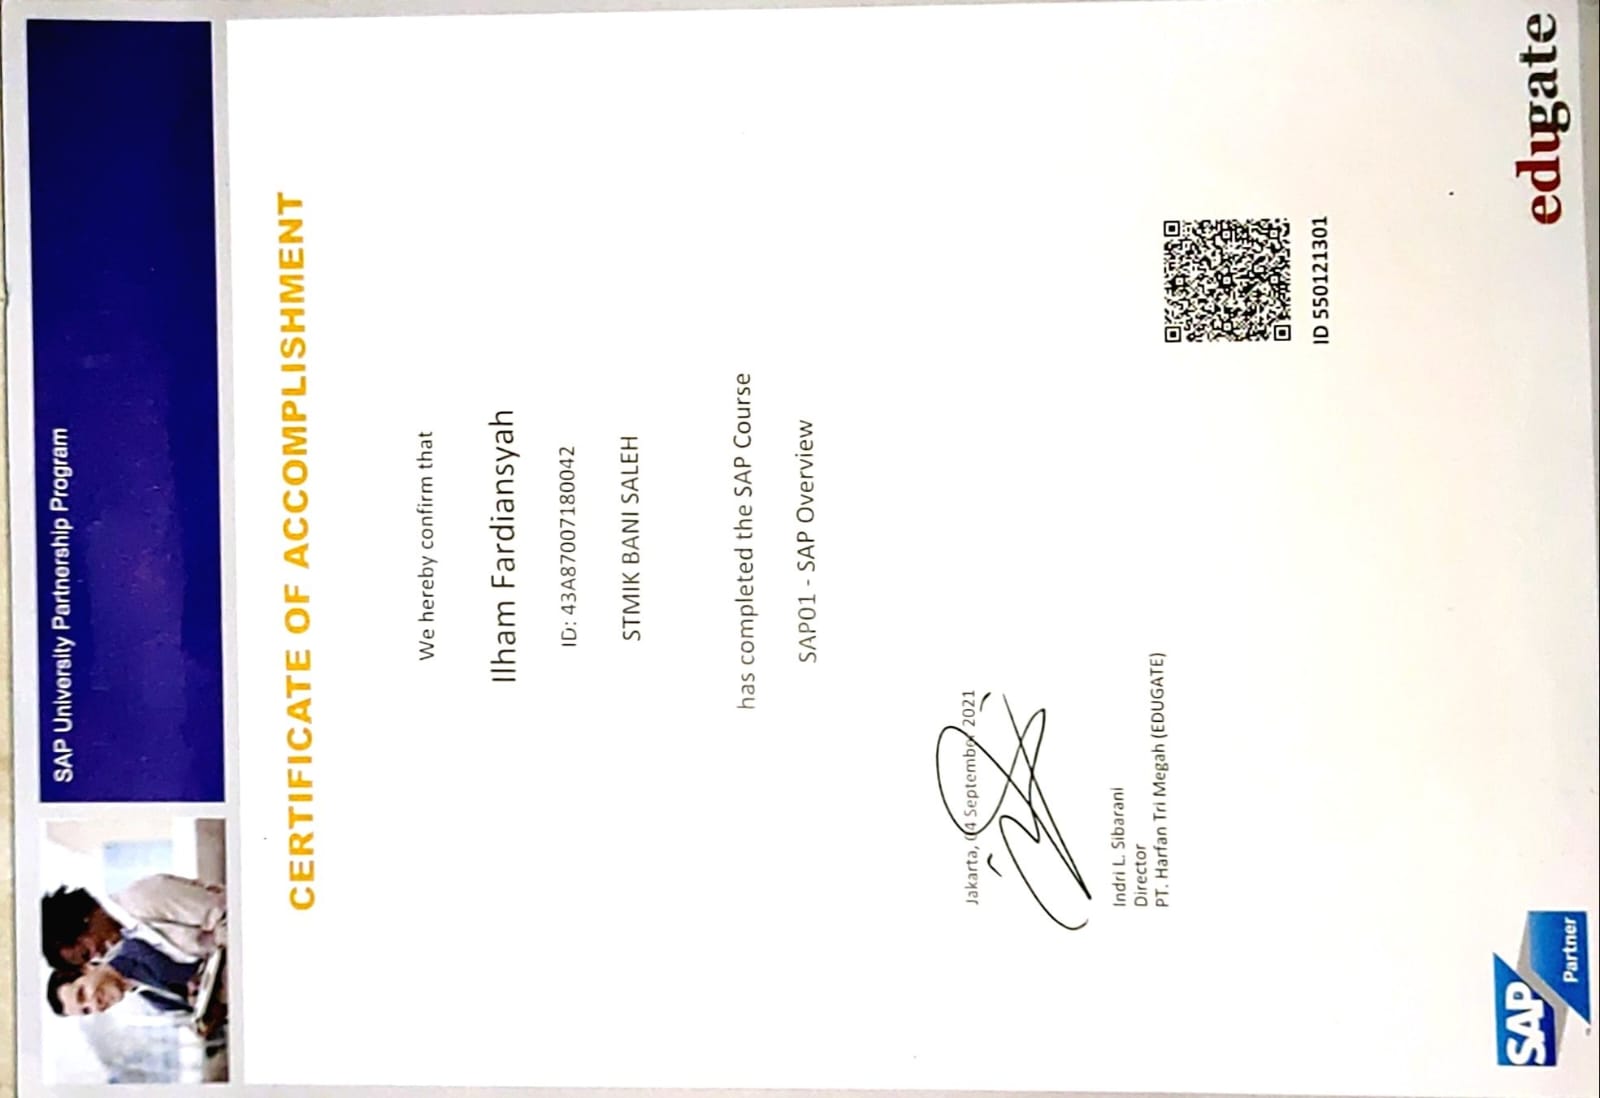 SAP University Partnership Program
CERTIFICATE OF ACCOMPLISHMENT
We hereby confirm that
Ilham Fardiansyah
ID: 43A87007180042
STMIK BANI SALEH
has completed the SAP Course
SAP01 - SAP Overview
Jakarta, 04 September 2021
Indri L. Sibarani
Director
PT. Harfan Tri Megah (EDUGATE)
ID 550121301
SAP
Partner
edugate